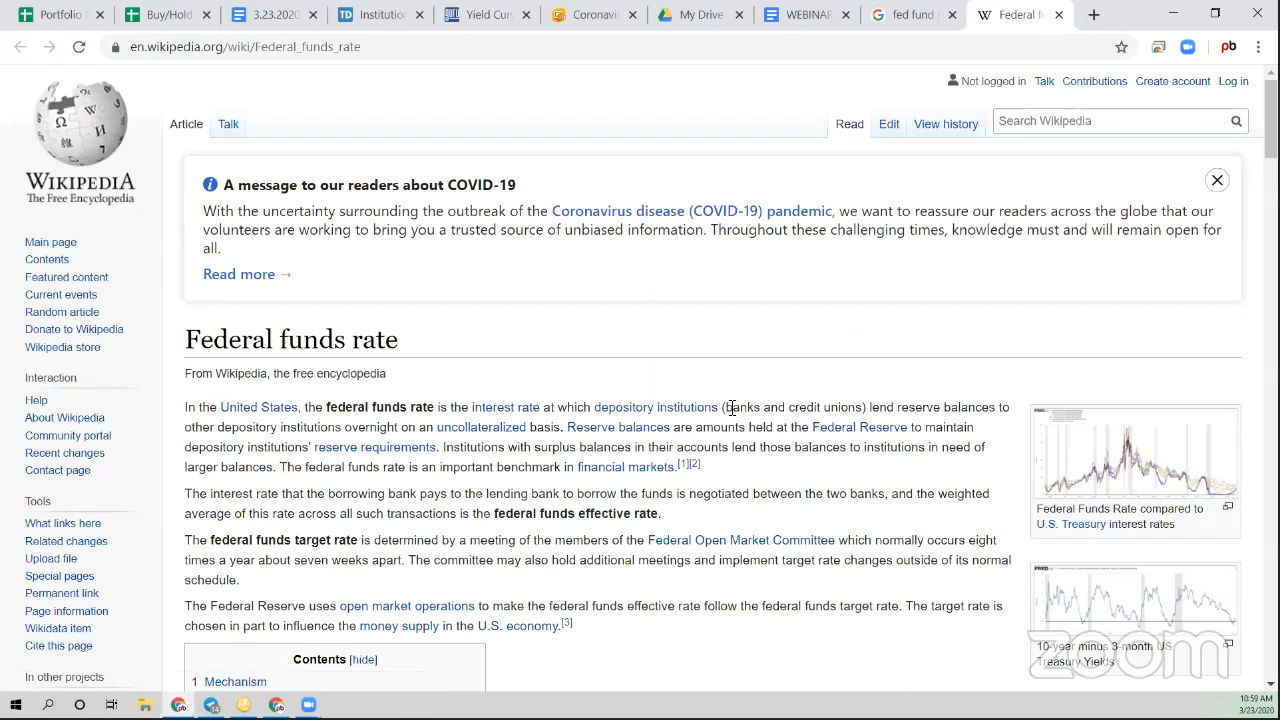 Portfolio
Buy/Hold
3.23.2020
Institution
Yield Cur
Coronavir
My Drive
WEBINA
fed fund
Federal f
en.wikipedia.org/wiki/Federal_funds_rate
pb
Not logged in Talk Contributions Create account Log in
Article Talk Read Edit View history Search Wikipedia
WIKIPEDIA
The Free Encyclopedia
Main page
Contents
Featured content
Current events
Random article
Donate to Wikipedia
Wikipedia store
Interaction
Help
About Wikipedia
Community portal
Recent changes
Contact page
Tools
What links here
Related changes
Upload file
Special pages
Permanent link
Page information
Wikidata item
Cite this page
In other projects
A message to our readers about COVID-19
With the uncertainty surrounding the outbreak of the Coronavirus disease (COVID-19) pandemic, we want to reassure our readers across the globe that our
volunteers are working to bring you a trusted source of unbiased information. Throughout these challenging times, knowledge must and will remain open for
all.
Read more →
Federal funds rate
From Wikipedia, the free encyclopedia
In the United States, the federal funds rate is the interest rate at which depository institutions (banks and credit unions) lend reserve balances to
other depository institutions overnight on an uncollateralized basis. Reserve balances are amounts held at the Federal Reserve to maintain
depository institutions' reserve requirements. Institutions with surplus balances in their accounts lend those balances to institutions in need of
larger balances. The federal funds rate is an important benchmark in financial markets.[1][2]
The interest rate that the borrowing bank pays to the lending bank to borrow the funds is negotiated between the two banks, and the weighted
average of this rate across all such transactions is the federal funds effective rate.
The federal funds target rate is determined by a meeting of the members of the Federal Open Market Committee which normally occurs eight
times a year about seven weeks apart. The committee may also hold additional meetings and implement target rate changes outside of its normal
schedule.
The Federal Reserve uses open market operations to make the federal funds effective rate follow the federal funds target rate. The target rate is
chosen in part to influence the money supply in the U.S. economy.[3]
Contents [hide]
1 Mechanism
Federal Funds Rate compared to
U.S. Treasury interest rates
10-year minus 3-month US
Treasury Yields
zoom
10:59 AM
3/23/2020